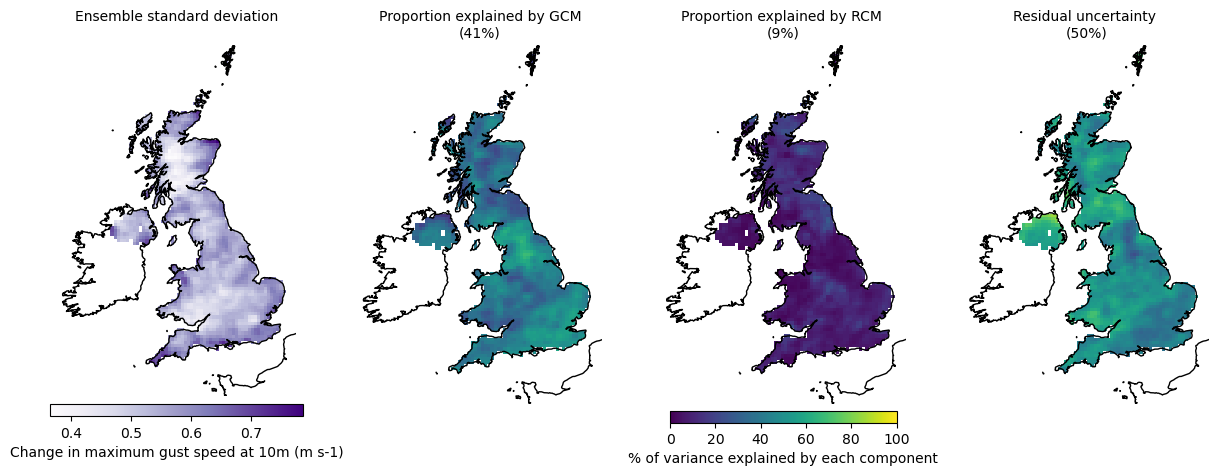 Ensemble standard deviation
Proportion explained by GCM
(41%)
Proportion explained by RCM
(9%)
Residual uncertainty
(50%)
0.4 0.5 0.6 0.7
Change in maximum gust speed at 10m (m s-1)
0 20 40 60 80 100
% of variance explained by each component